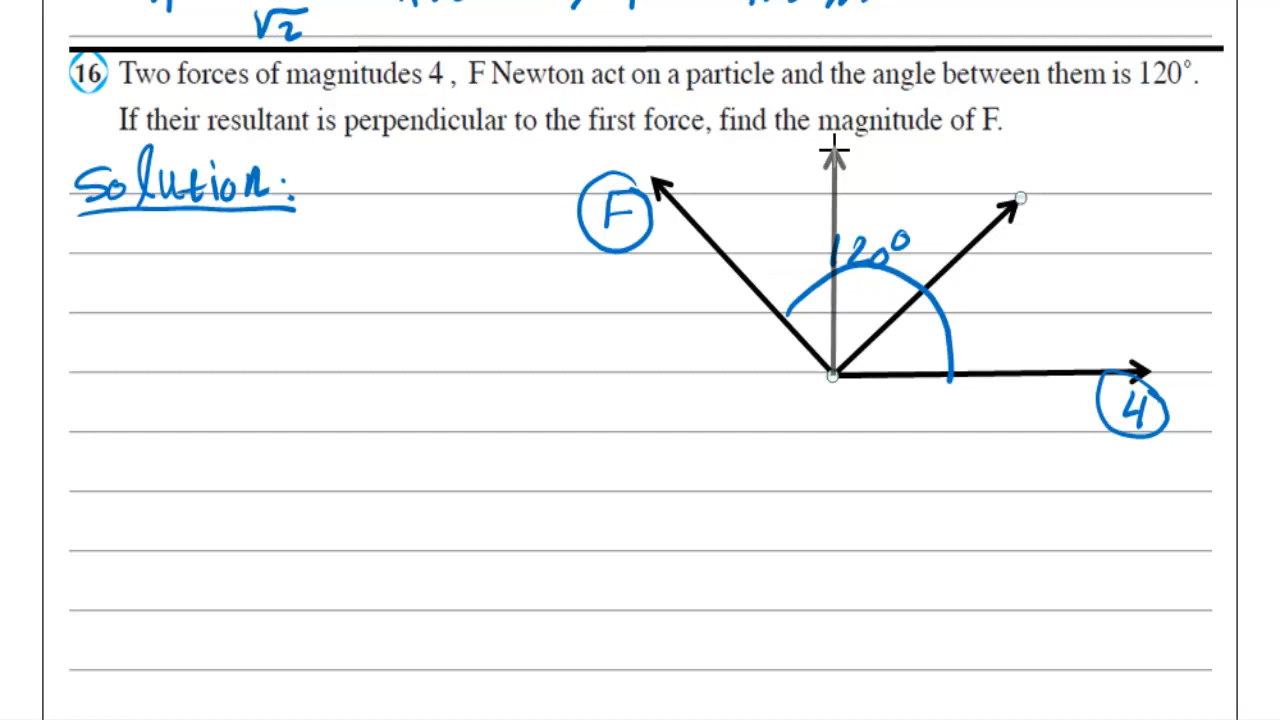 √2
16 Two forces of magnitudes 4 , F Newton act on a particle and the angle between them is 120°.
If their resultant is perpendicular to the first force, find the magnitude of F.
Solution:
F
120°
4